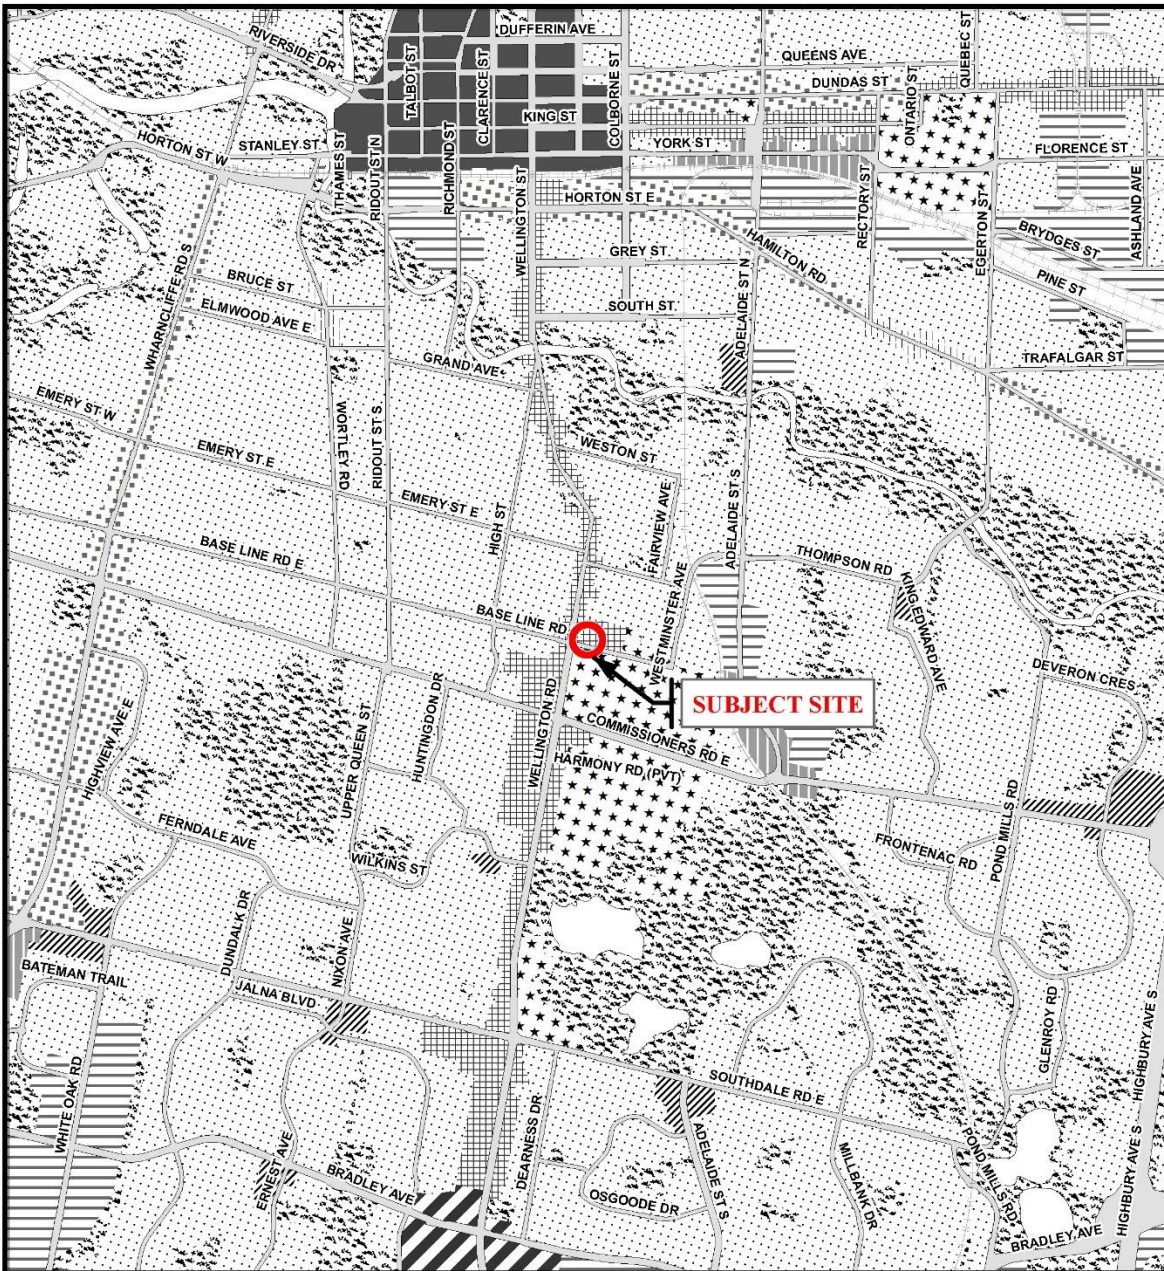 DUFFERIN AVE
QUEBEC ST
RIVERSIDE DR
TALBOT ST
CLARENCE ST
QUEENS AVE
DUNDAS ST
COLBORNE ST
ONTARIO ST
KING ST
HORTON ST W
STANLEY ST
YORK ST
FLORENCE ST
THAMES ST
RIDOUT ST N
RICHMOND ST
WELLINGTON ST
HORTON ST E
RECTORY ST
EGERTON ST
ASHLAND AVE
HAMILTON RD
BRYDGES ST
GREY ST
PINE ST
BRUCE ST
WHARNCLIFFE RD S
ELMWOOD AVE E
SOUTH ST
ADELAIDE ST N
GRAND AVE
TRAFALGAR ST
EMERY ST W
WORTLEY RD
RIDOUT ST S
WESTON ST
EMERY ST E
EMERY ST E
HIGH ST
FAIRVIEW AVE
ADELAIDE ST S
BASE LINE RD E
THOMPSON RD
BASE LINE RD E
WESTMINSTER AVE
KING EDWARD AVE
DEVERON CRES
SUBJECT SITE
HIGHVIEW AVE E
UPPER QUEEN ST
HUNTINGDON DR
WELLINGTON RD
COMMISSIONERS RD E
HARMONY RD (PVT)
POND MILLS RD
FERNDALE AVE
WILKINS ST
FRONTENAC RD
DUNDALK DR
NIXON AVE
BATEMAN TRAIL
JALNA BLVD
GLENROY RD
HIGHBURY AVE S
WHITE OAK RD
SOUTHDALE RD E
DEARNESS DR
ERNEST AVE
BRADLEY AVE
ADELAIDE ST S
MILLBANK DR
POND MILLS RD
OSGOODE DR
HIGHBURY AVE S
BRADLEY AVE